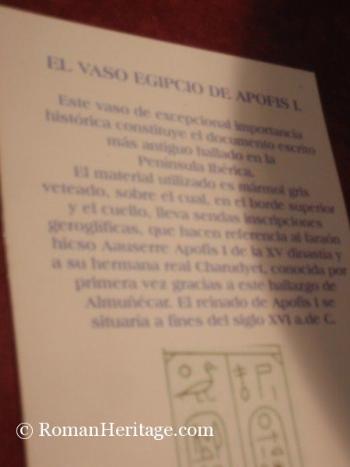 EL VASO EGIPCIO DE APOFIS I.
Este vaso de excepcional importancia
histórica constituye el documento escrito
más antiguo hallado en la
Península Ibérica.
El material utilizado es mármol gris
veteado, sobre el cual, en el borde superior
y el cuello, lleva sendas inscripciones
geroglíficas, que hacen referencia al faraón
hicso Aauserre Apofis I de la XV dinastía y
a su hermana real Charudyet, conocida por
primera vez gracias a este hallazgo de
Almuñécar. El reinado de Apofis I se
situaría a fines del siglo XVI a.de C.
© RomanHeritage.com